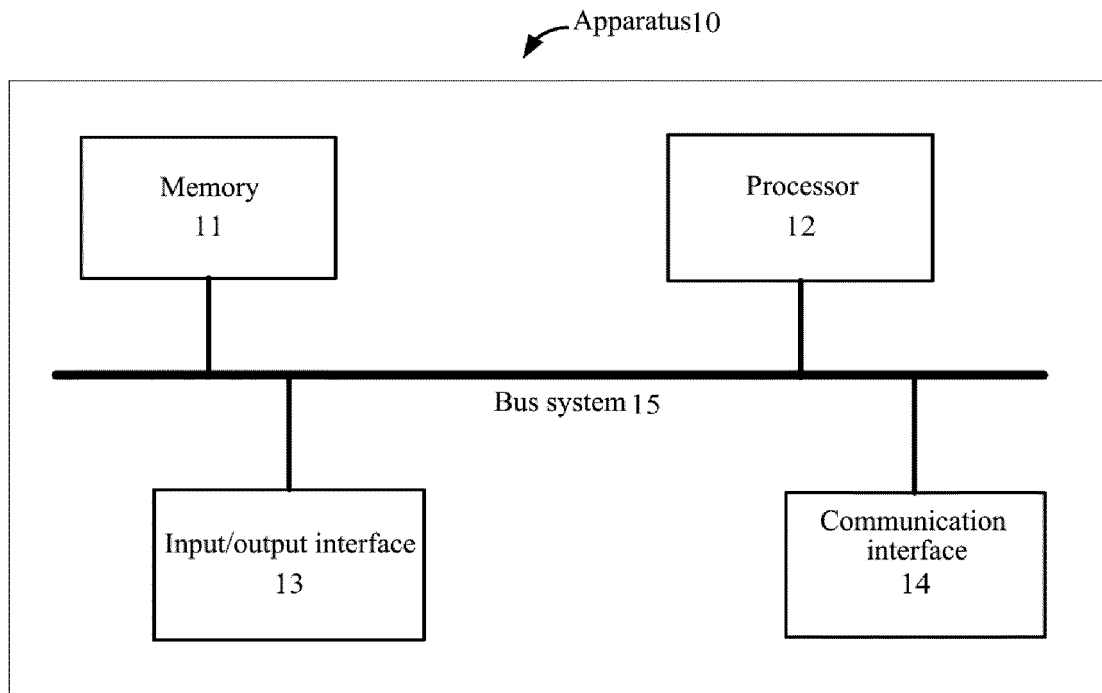 Apparatus10
Memory
11
Processor
12
Bus system 15
Input/output interface
13
Communication
interface
14